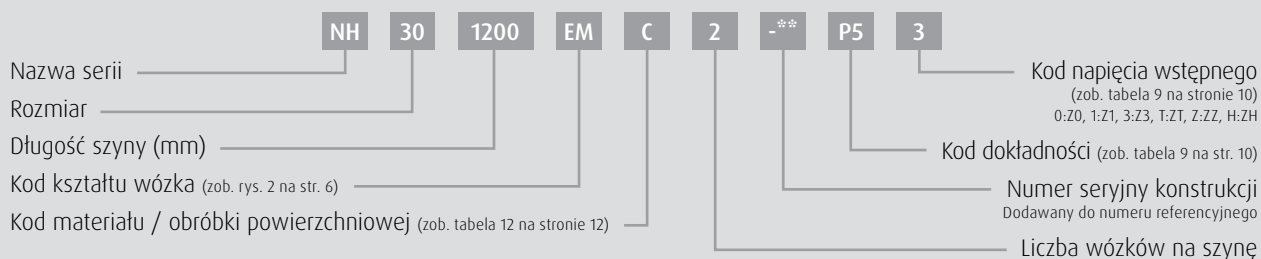 NH 30 1200 EM C 2 -** P5 3
Nazwa serii
Rozmiar
Długość szyny (mm)
Kod kształtu wózka (zob. rys. 2 na str. 6)
Kod materiału / obróbki powierzchniowej (zob. tabela 12 na stronie 12)
Kod napięcia wstępnego
(zob. tabela 9 na stronie 10)
0:Z0, 1:Z1, 3:Z3, T:ZT, Z:ZZ, H:ZH
Kod dokładności (zob. tabela 9 na str. 10)
Numer seryjny konstrukcji
Dodawany do numeru referencyjnego
Liczba wózków na szynę